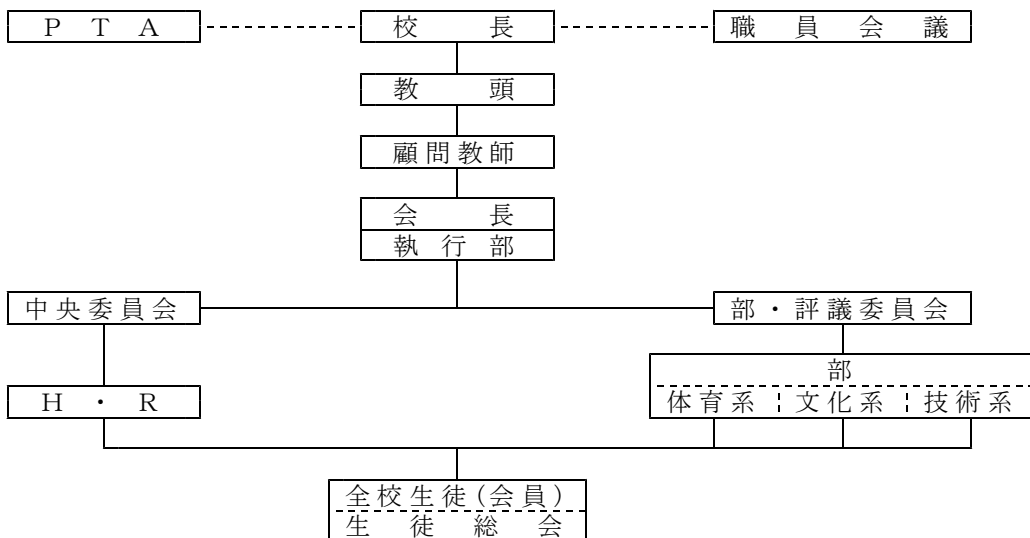 PTA 校長 職員会議
教頭
顧問教師
会長
執行部
中央委員会 部・評議委員会
部
H・R 体育系 文化系 技術系
全校生徒(会員)
生徒総会